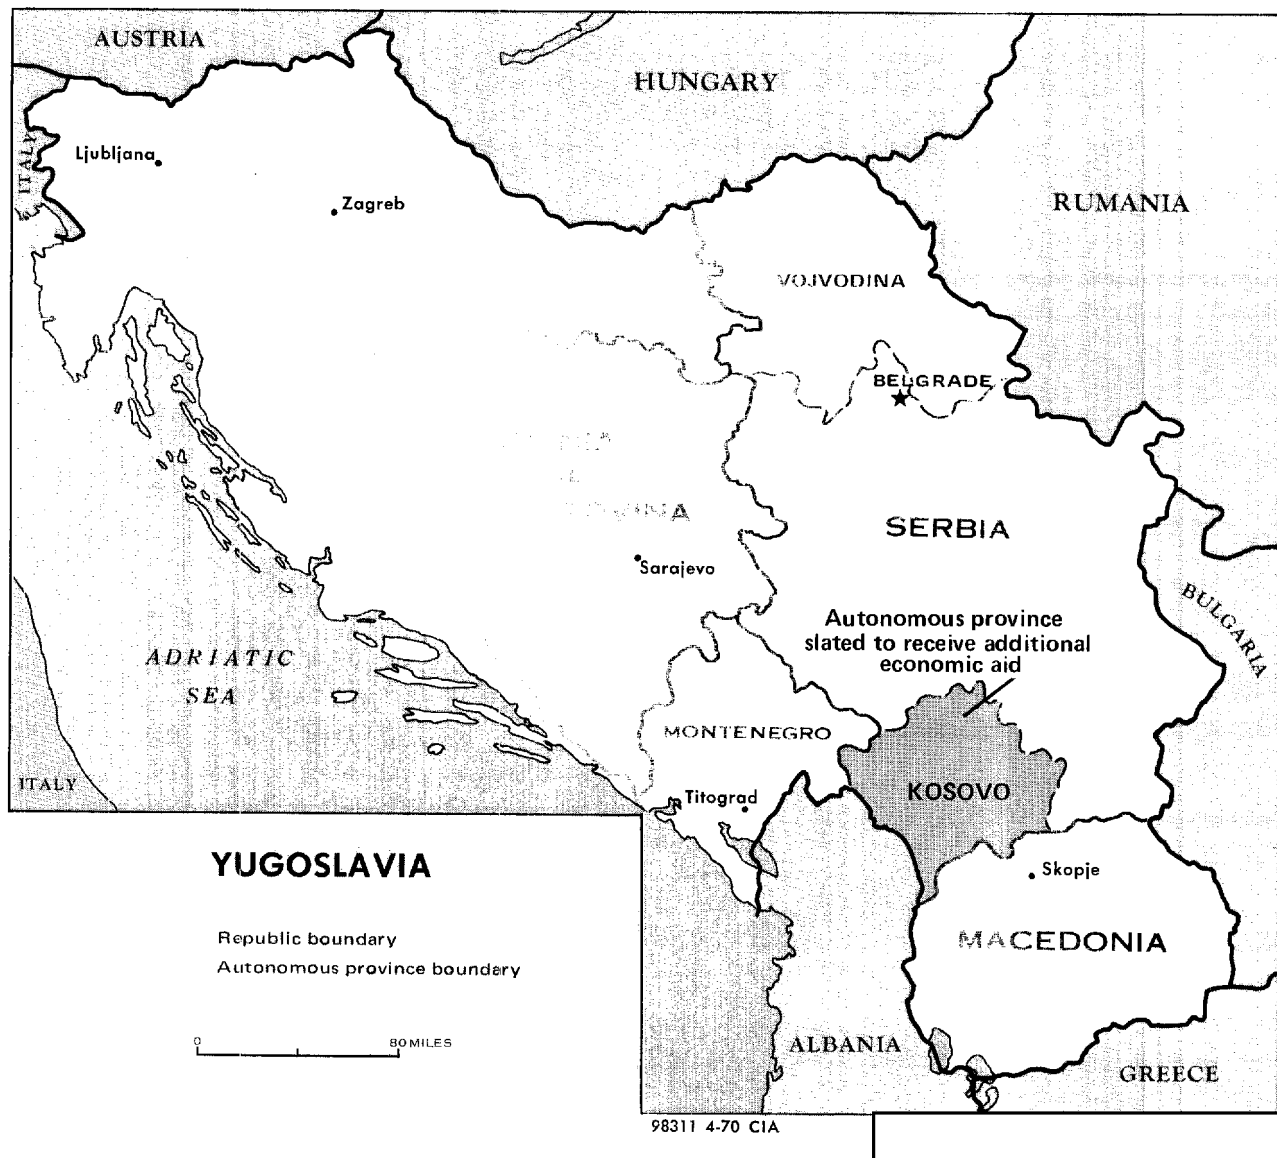 AUSTRIA
HUNGARY
ITALY
Ljubljana
Zagreb
RUMANIA
VOJVODINA
BELGRADE
SERBIA
Sarajevo
BULGARIA
Autonomous province
slated to receive additional
economic aid
ADRIATIC
SEA
MONTENEGRO
ITALY
Titograd
KOSOVO
YUGOSLAVIA
Skopje
Republic boundary
MACEDONIA
Autonomous province boundary
0 80 MILES
ALBANIA
GREECE
98311 4-70 CIA